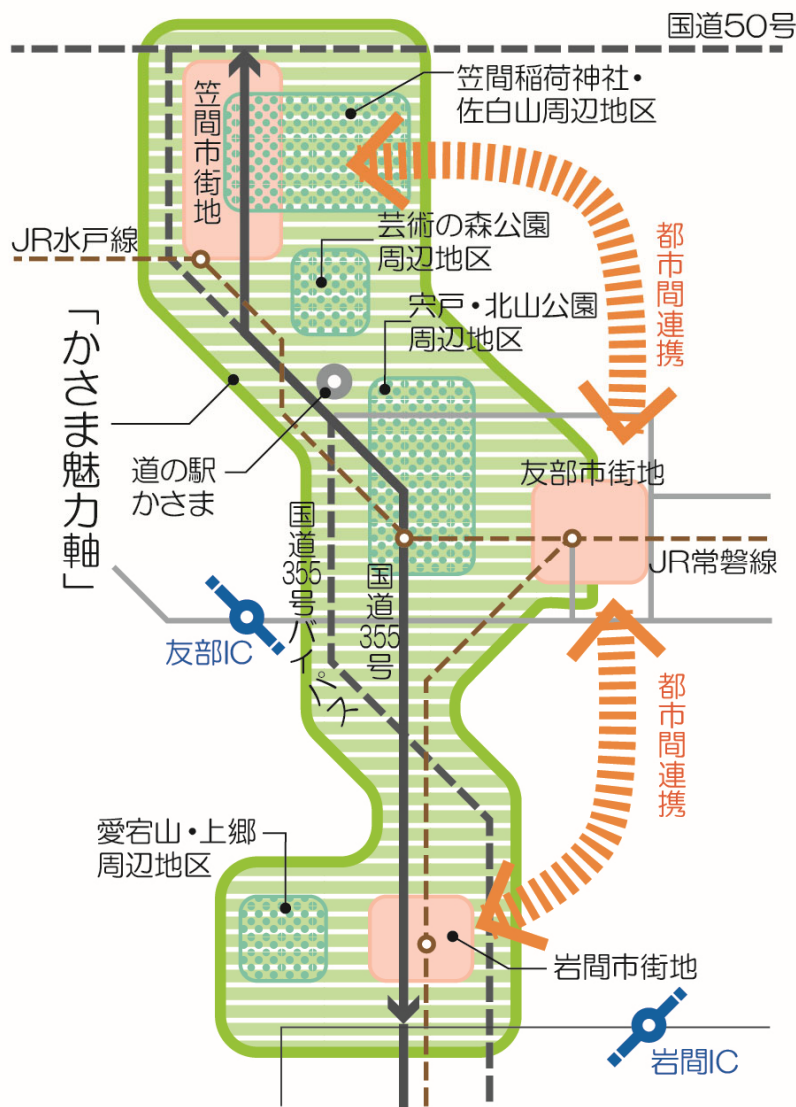 国道50号
笠間稲荷神社・
佐白山周辺地区
笠間市街地
芸術の森公園
周辺地区
JR水戸線
都市間連携
宍戸・北山公園
周辺地区
「かさま魅力軸」
道の駅
かさま
友部市街地
国道355号バイパス
国道355号
JR常磐線
友部IC
都市間連携
愛宕山・上郷
周辺地区
岩間市街地
岩間IC